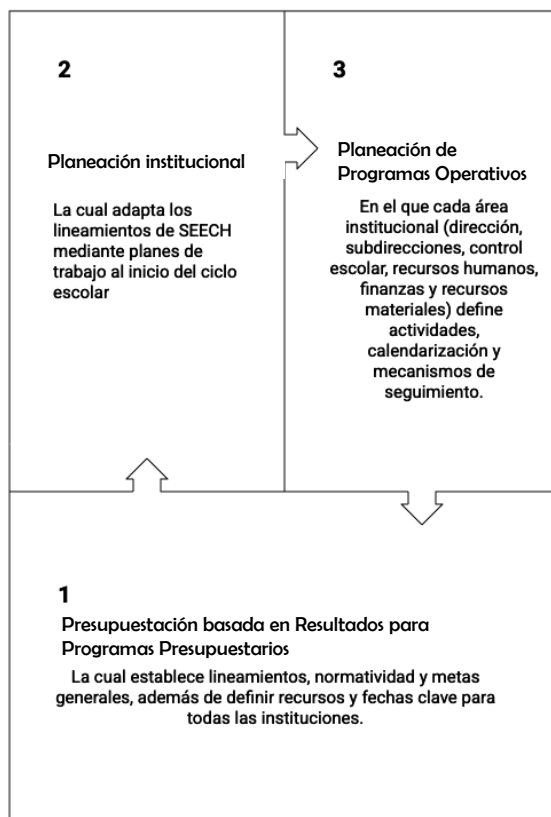 2
Planeación institucional
La cual adapta los
lineamientos de SEECH
mediante planes de
trabajo al inicio del ciclo
escolar
3
Planeación de
Programas Operativos
En el que cada área
institucional (dirección,
subdirecciones, control
escolar, recursos humanos,
finanzas y recursos
materiales) define
actividades,
calendarización y
mecanismos de
seguimiento.
1
Presupuestación basada en Resultados para
Programas Presupuestarios
La cual establece lineamientos, normatividad y metas
generales, además de definir recursos y fechas clave para
todas las instituciones.